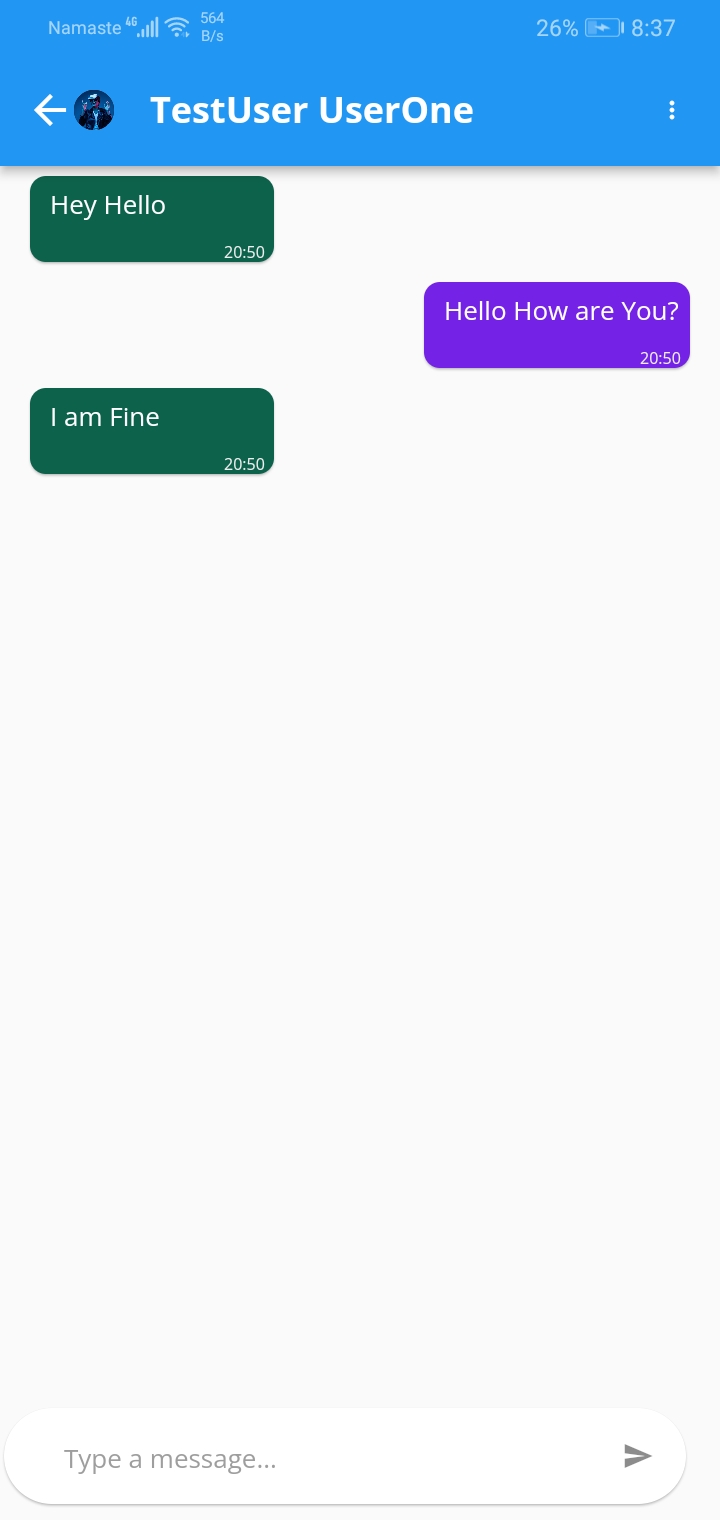 Namaste 4G 564 B/s 26% 8:37
TestUser UserOne
Hey Hello
20:50
Hello How are You?
20:50
I am Fine
20:50
Type a message...